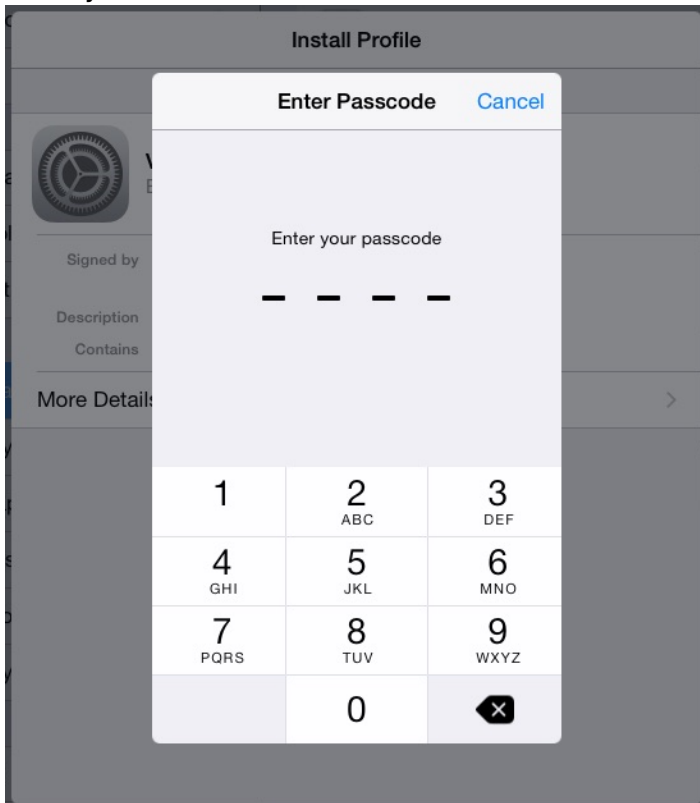 Install Profile
Enter Passcode Cancel
Enter your passcode
Signed by
Description
Contains
More Details
1 2 3
ABC DEF
4 5 6
GHI JKL MNO
7 8 9
PQRS TUV WXYZ
0